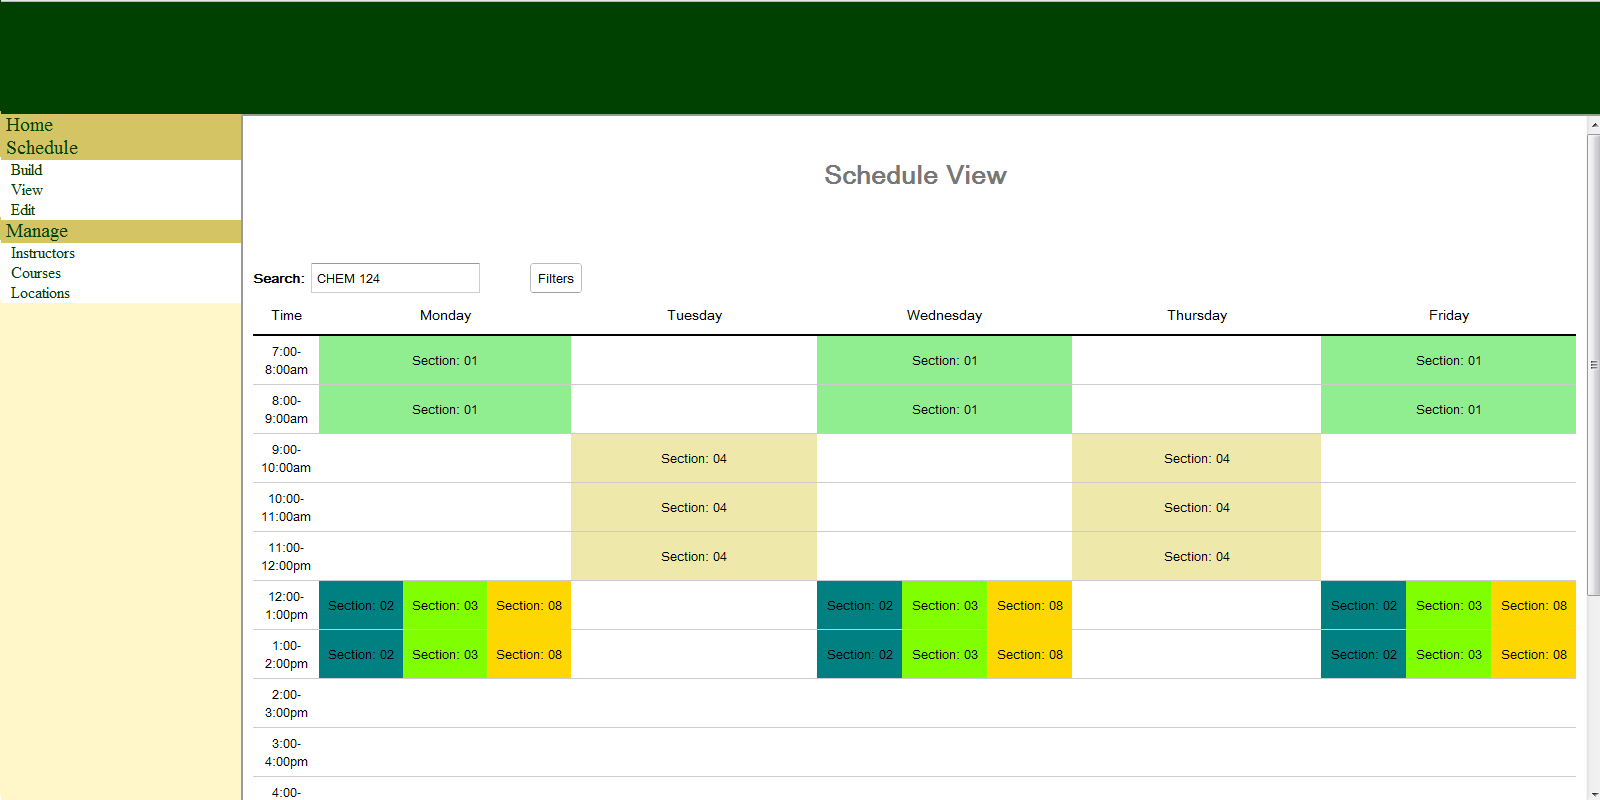 Home
Schedule
Build
View
Edit
Manage
Instructors
Courses
Locations
Schedule View
Search: CHEM 124 Filters
Time Monday Tuesday Wednesday Thursday Friday
7:00-
8:00am Section: 01 Section: 01 Section: 01
8:00-
9:00am Section: 01 Section: 01 Section: 01
9:00-
10:00am Section: 04 Section: 04
10:00-
11:00am Section: 04 Section: 04
11:00-
12:00pm Section: 04 Section: 04
12:00-
1:00pm Section: 02 Section: 03 Section: 08 Section: 02 Section: 03 Section: 08 Section: 02 Section: 03 Section: 08
1:00-
2:00pm Section: 02 Section: 03 Section: 08 Section: 02 Section: 03 Section: 08 Section: 02 Section: 03 Section: 08
2:00-
3:00pm
3:00-
4:00pm
4:00-